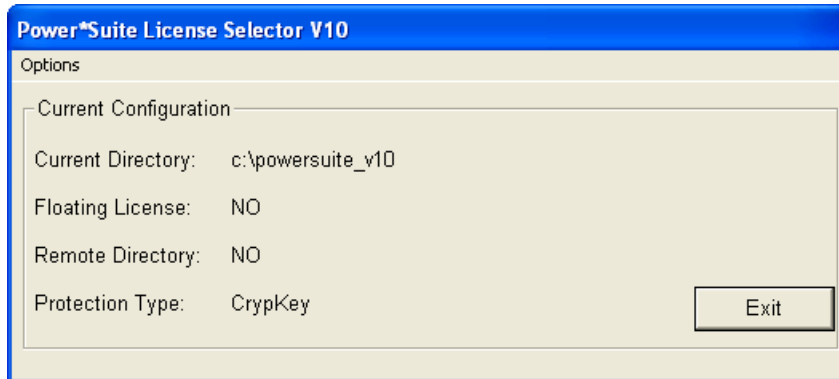 Power*Suite License Selector V10
Options
Current Configuration
Current Directory: c:\powersuite_v10
Floating License: NO
Remote Directory: NO
Protection Type: CrypKey
Exit